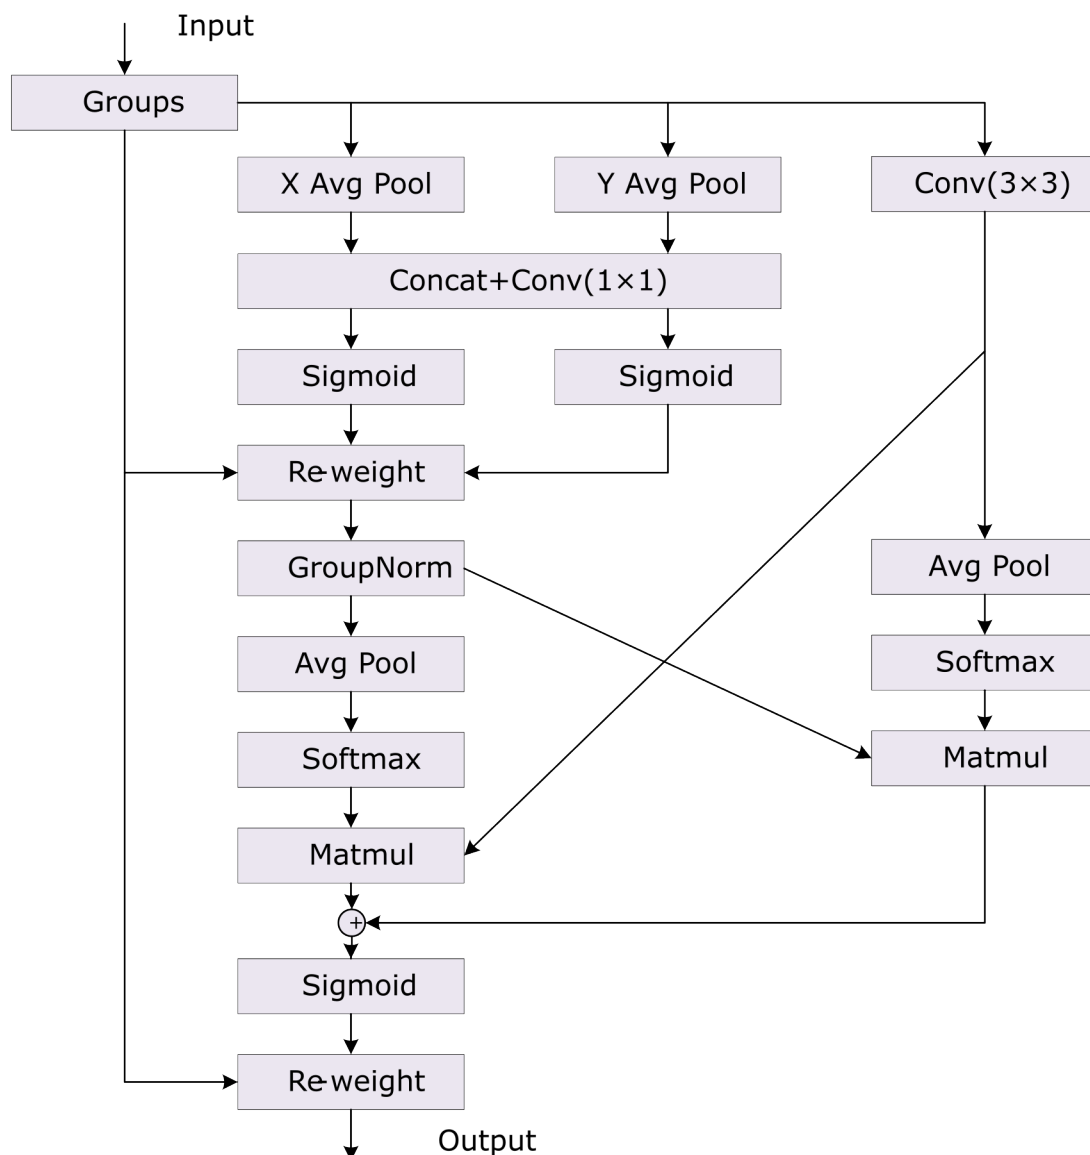 Input
Groups
X Avg Pool
Y Avg Pool
Conv(3×3)
Concat+Conv(1×1)
Sigmoid
Sigmoid
Re-weight
GroupNorm
Avg Pool
Avg Pool
Softmax
Softmax
Matmul
Matmul
+
Sigmoid
Re-weight
Output